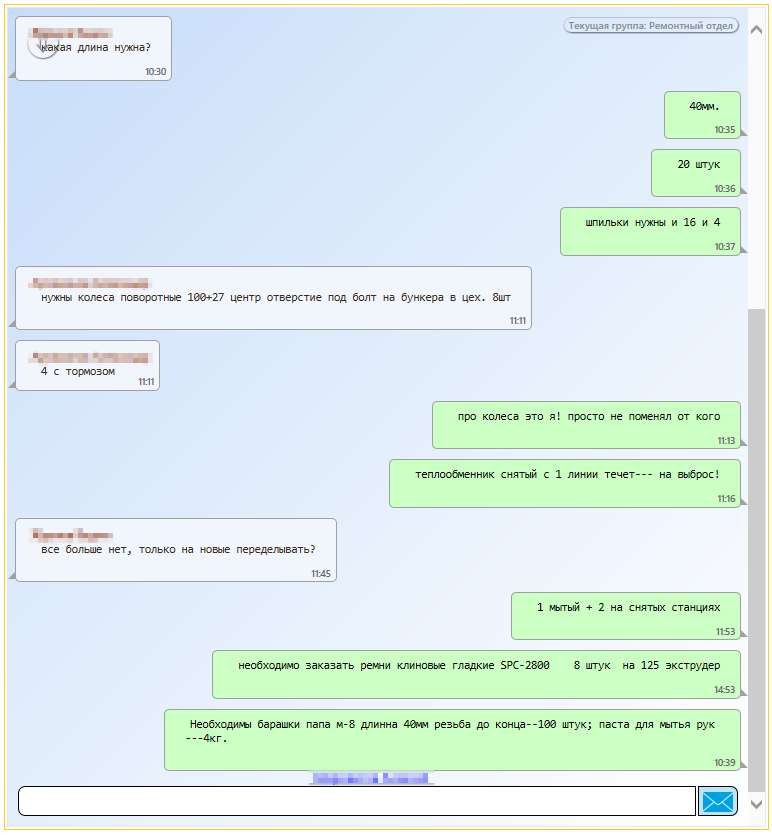 Текущая группа: Ремонтный отдел
какая длина нужна?
10:30
40мм.
10:35
20 штук
10:36
шпильки нужны и 16 и 4
10:37
нужны колеса поворотные 100+27 центр отверстие под болт на бункера в цех. 8шт
11:11
4 с тормозом
11:11
про колеса это я! просто не поменял от кого
11:13
теплообменник снятый с 1 линии течет--- на выброс!
11:16
все больше нет, только на новые переделывать?
11:45
1 мытый + 2 на снятых станциях
11:53
необходимо заказать ремни клиновые гладкие SPC-2800 8 штук на 125 экструдер
14:53
Необходимы барашки папа м-8 длинна 40мм резьба до конца--100 штук; паста для мытья рук
---4кг.
10:39